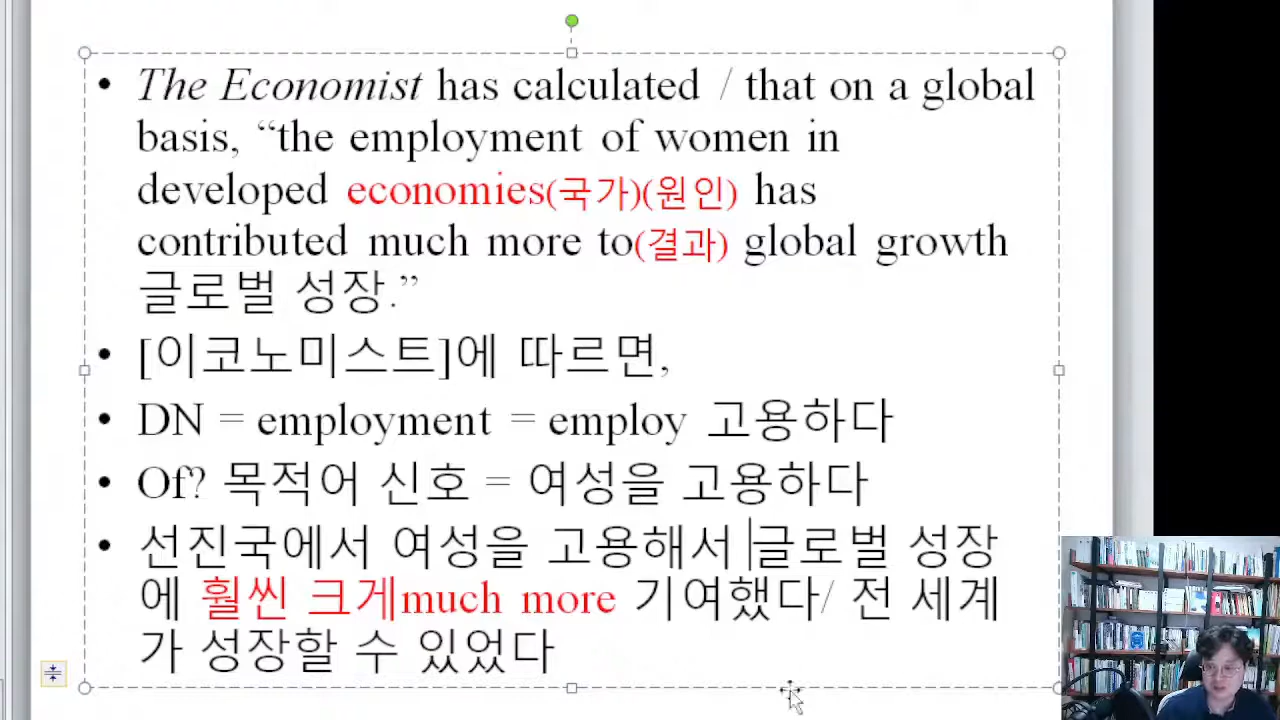 • The Economist has calculated / that on a global
basis, “the employment of women in
developed economies(국가)(원인) has
contributed much more to(결과) global growth
글로벌 성장.”
• [이코노미스트]에 따르면,
• DN = employment = employ 고용하다
• Of? 목적어 신호 = 여성을 고용하다
• 선진국에서 여성을 고용해서 글로벌 성장
에 훨씬 크게much more 기여했다/ 전 세계
가 성장할 수 있었다